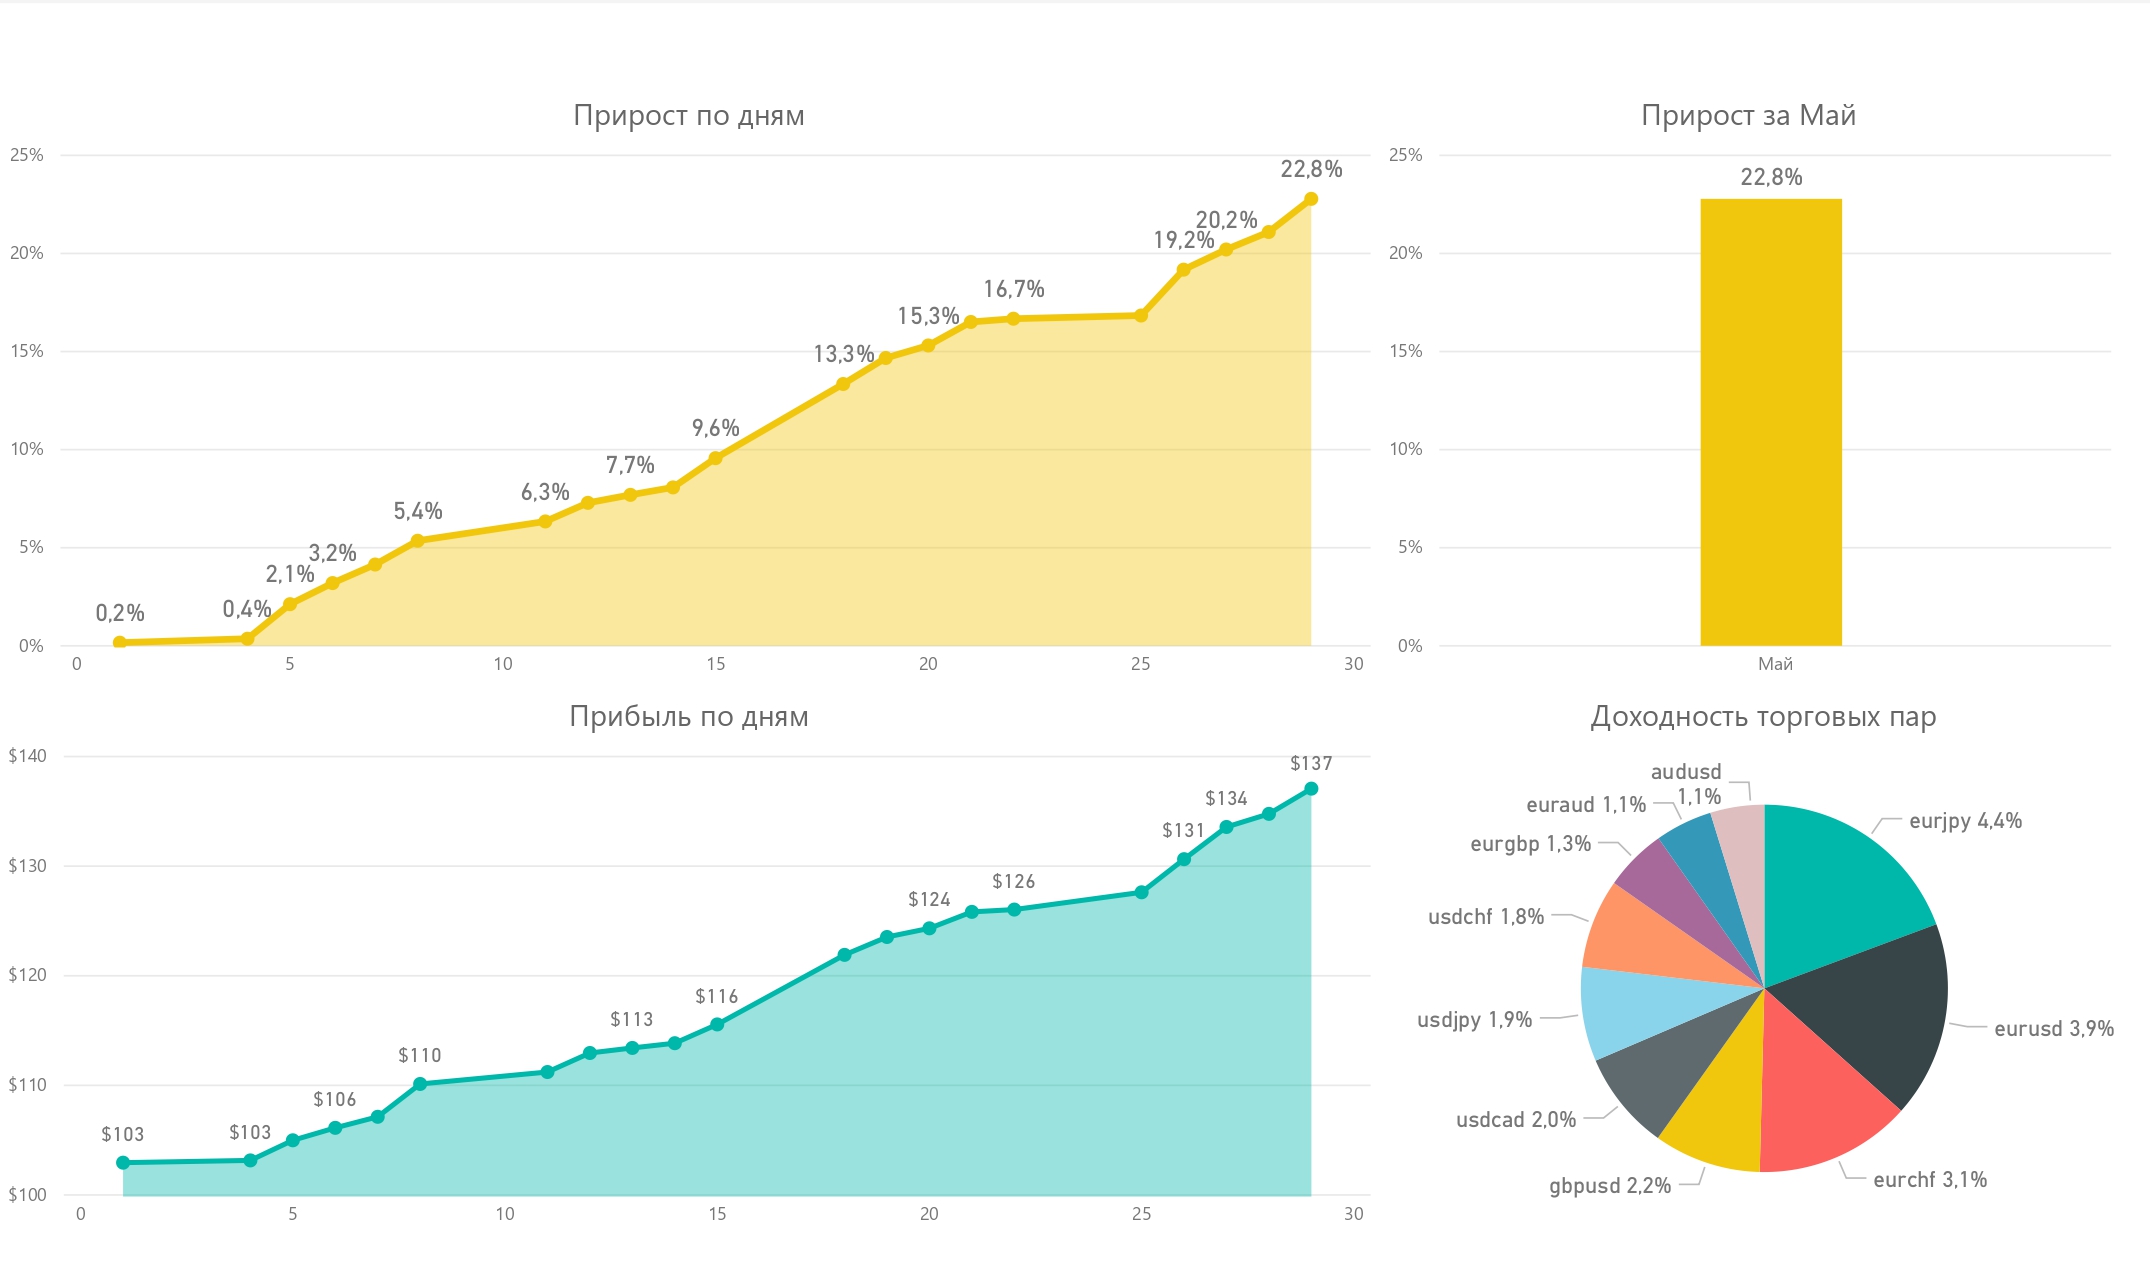 Прирост по дням
25%
20%
15%
10%
5%
0%
0,2%
0,4%
2,1%
3,2%
5,4%
6,3%
7,7%
9,6%
13,3%
15,3%
16,7%
19,2%
20,2%
22,8%
0 5 10 15 20 25 30
Прирост за Май
25%
20%
15%
10%
5%
0%
22,8%
Май
Прибыль по дням
$140
$130
$120
$110
$100
$103
$103
$106
$110
$113
$116
$124
$126
$131
$134
$137
0 5 10 15 20 25 30
Доходность торговых пар
audusd
1,1%
euraud 1,1%
eurjpy 4,4%
eurgbp 1,3%
usdchf 1,8%
usdjpy 1,9%
eurusd 3,9%
usdcad 2,0%
gbpusd 2,2%
eurchf 3,1%